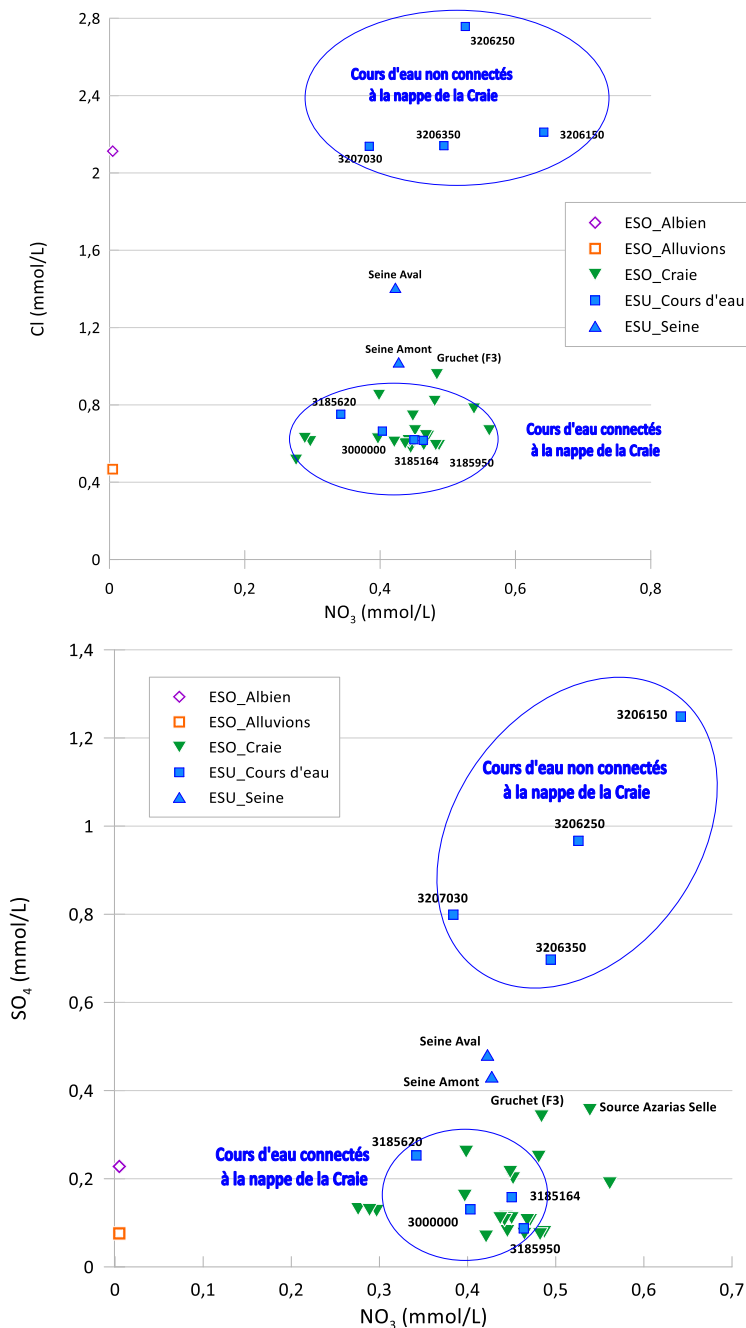 2,8
2,4
2
1,6
1,2
0,8
0,4
0
Cl (mmol/L)
3206250
Cours d'eau non connectés
à la nappe de la Craie
3206350
3206150
3207030
ESO_Albien
ESO_Alluvions
ESO_Craie
ESU_Cours d'eau
ESU_Seine
Seine Aval
Seine Amont
Gruchet (F3)
3185620
Cours d'eau connectés
à la nappe de la Craie
3000000
3185164
3185950
0
0,2
0,4
0,6
0,8
NO3 (mmol/L)
1,4
1,2
1
0,8
0,6
0,4
0,2
0
SO4 (mmol/L)
ESO_Albien
ESO_Alluvions
ESO_Craie
ESU_Cours d'eau
ESU_Seine
3206150
Cours d'eau non connectés
à la nappe de la Craie
3206250
3207030
3206350
Seine Aval
Seine Amont
Gruchet (F3)
Source Azarias Selle
3185620
Cours d'eau connectés
à la nappe de la Craie
3185164
3000000
3185950
0
0,1
0,2
0,3
0,4
0,5
0,6
0,7
NO3 (mmol/L)